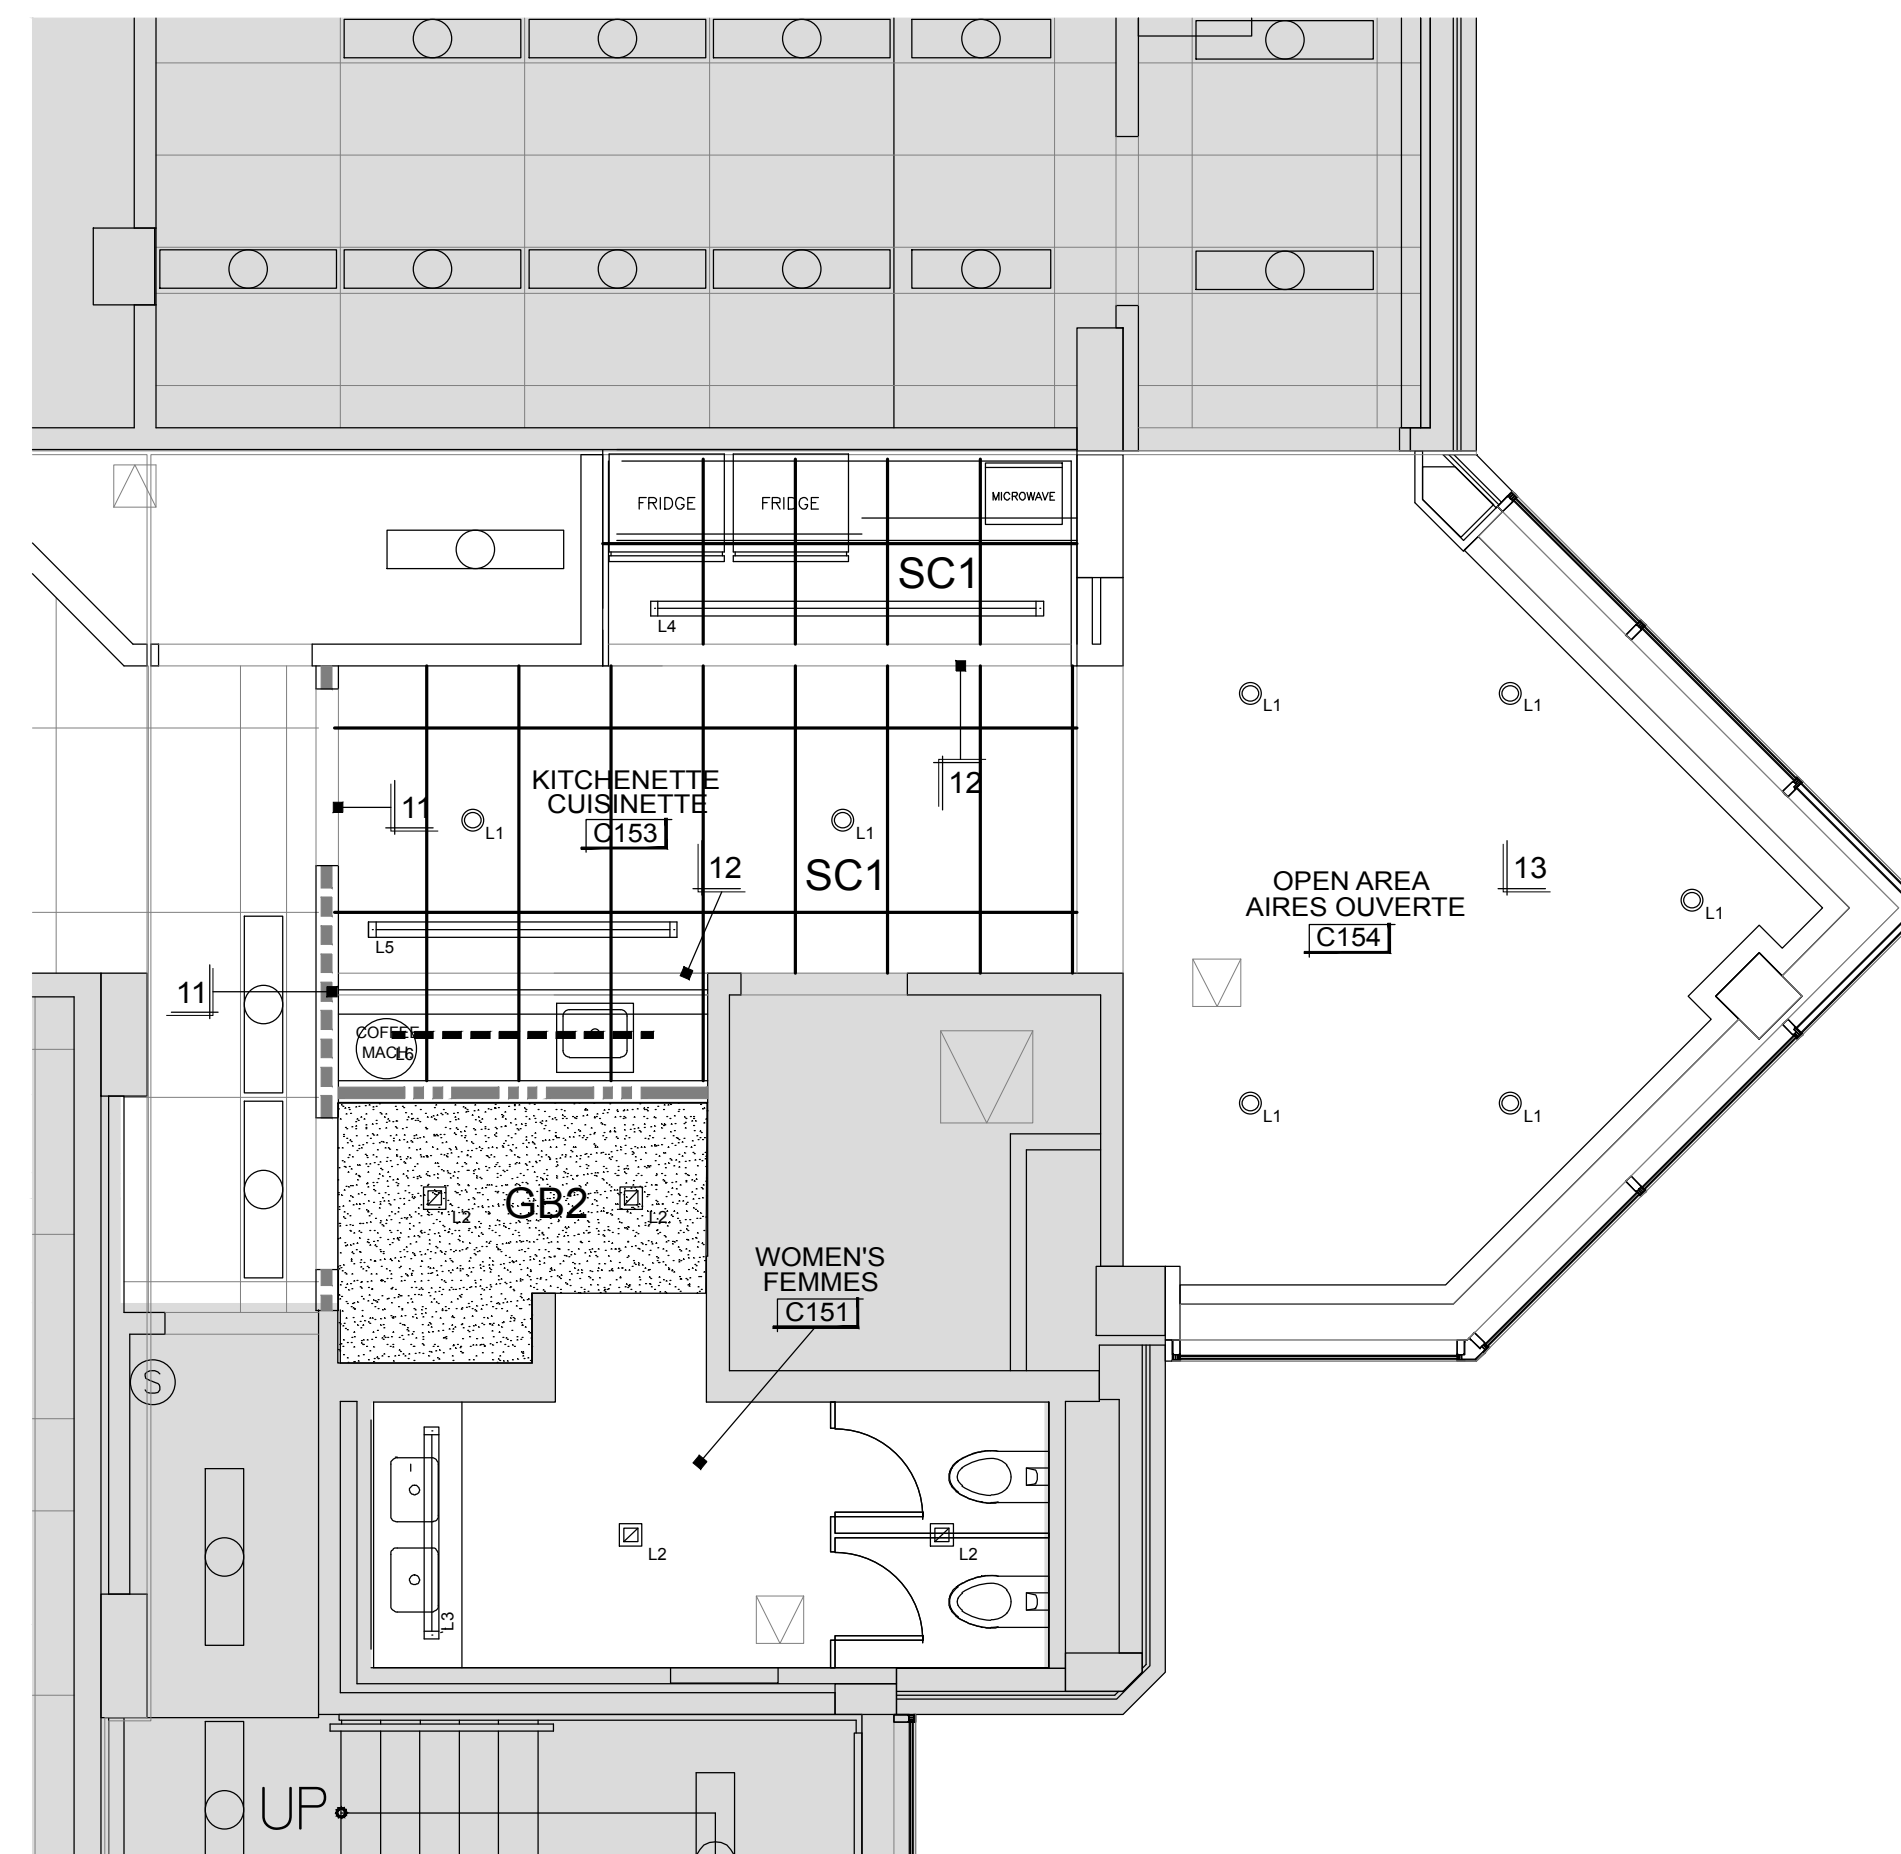 FRIDGE
FRIDGE
MICROWAVE
SC1
L4
L1
L1
12
KITCHENETTE
CUISINETTE
C153
11
L1
L1
12
SC1
13
OPEN AREA
AIRES OUVERTE
C154
L1
L5
11
COFFEE
MACH.
L6
L1
L1
GB2
L2
L2
WOMEN'S
FEMMES
C151
S
L2
L2
L3
UP